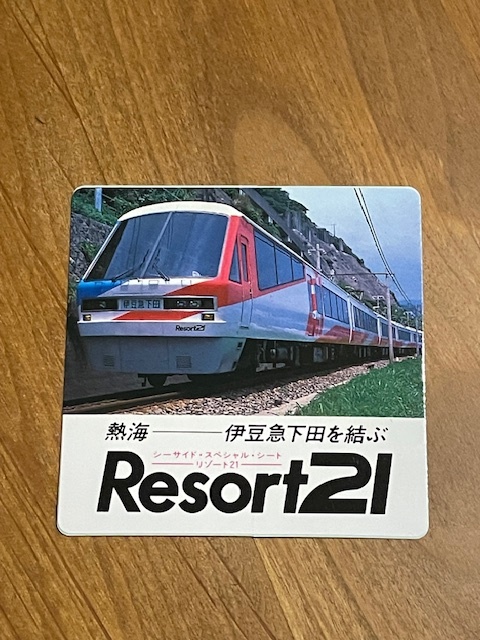 伊豆急下田
Resort21
熱海━━━伊豆急下田を結ぶ
シーサイド・スペシャル・シート
リゾート21
Resort21